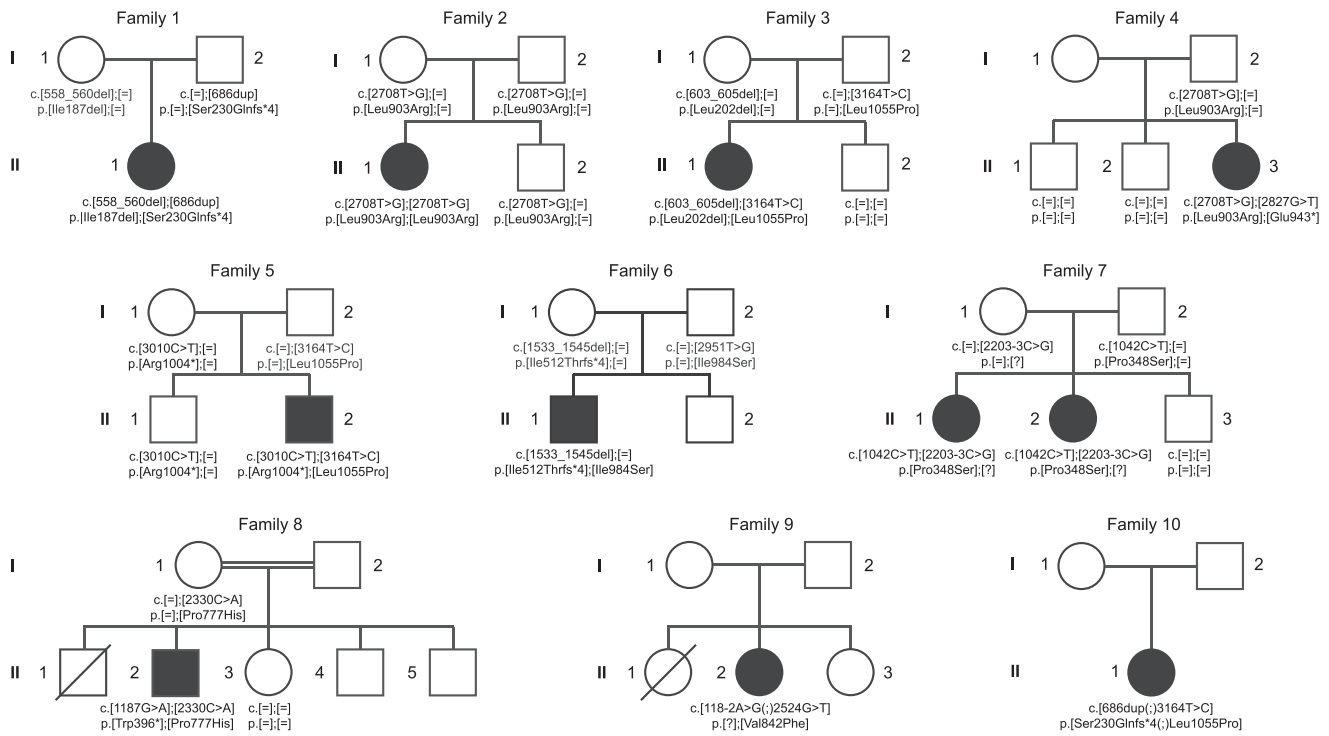 Family 1
Family 2
Family 3
Family 4
I 1 2
I 1 2
I 1 2
I 1 2
c.[558_560del];[=] c.[=];[686dup]
p.[Ile187del];[=] p.[=];[Ser230Glnfs*4]
c.[2708T>G];[=] c.[2708T>G];[=]
p.[Leu903Arg];[=] p.[Leu903Arg];[=]
c.[603_605del];[=] c.[=];[3164T>C]
p.[Leu202del];[=] p.[=];[Leu1055Pro]
c.[2708T>G];[=]
p.[Leu903Arg];[=]
II 1
II 1 2
II 1 2
II 1 2 3
c.[558_560del];[686dup]
p.|Ile187del];[Ser230Glnfs*4]
c.[2708T>G];[2708T>G] c.[2708T>G];[=]
p.[Leu903Arg];[Leu903Arg] p.[Leu903Arg];[=]
c.[603_605del];[3164T>C] c.[=];[=]
p.[Leu202del];[Leu1055Pro] p.[=];[=]
c.[=];[=] c.[=];[=] c.[2708T>G];[2827G>T]
p.[=];[=] p.[=];[=] p.[Leu903Arg];[Glu943*]
Family 5
Family 6
Family 7
I 1 2
I 1 2
I 1 2
c.[3010C>T];[=] c.[=];[3164T>C]
p.[Arg1004*];[=] p.[=];[Leu1055Pro]
c.[1533_1545del];[=] c.[=];[2951T>G]
p.[Ile512Thrfs*4];[=] p.[=];[Ile984Ser]
c.[=];[2203-3C>G] c.[1042C>T];[=]
p.[=];[?] p.[Pro348Ser];[=]
II 1 2
II 1 2
II 1 2 3
c.[3010C>T];[=] c.[3010C>T];[3164T>C]
p.[Arg1004*];[=] p.[Arg1004*];[Leu1055Pro]
c.[1533_1545del];[=]
p.[Ile512Thrfs*4];[Ile984Ser]
c.[1042C>T];[2203-3C>G] c.[1042C>T];[2203-3C>G] c.[=];[=]
p.[Pro348Ser];[?] p.[Pro348Ser];[?] p.[=];[=]
Family 8
Family 9
Family 10
I 1 2
I 1 2
I 1 2
c.[=];[2330C>A]
p.[=];[Pro777His]
II 1 2 3 4 5
II 1 2 3
II 1
c.[1187G>A];[2330C>A] c.[=];[=]
p.[Trp396*];[Pro777His] p.[=];[=]
c.[118-2A>G(;)2524G>T]
p.[?];[Val842Phe]
c.[686dup(;)3164T>C]
p.[Ser230Glnfs*4(;)Leu1055Pro]